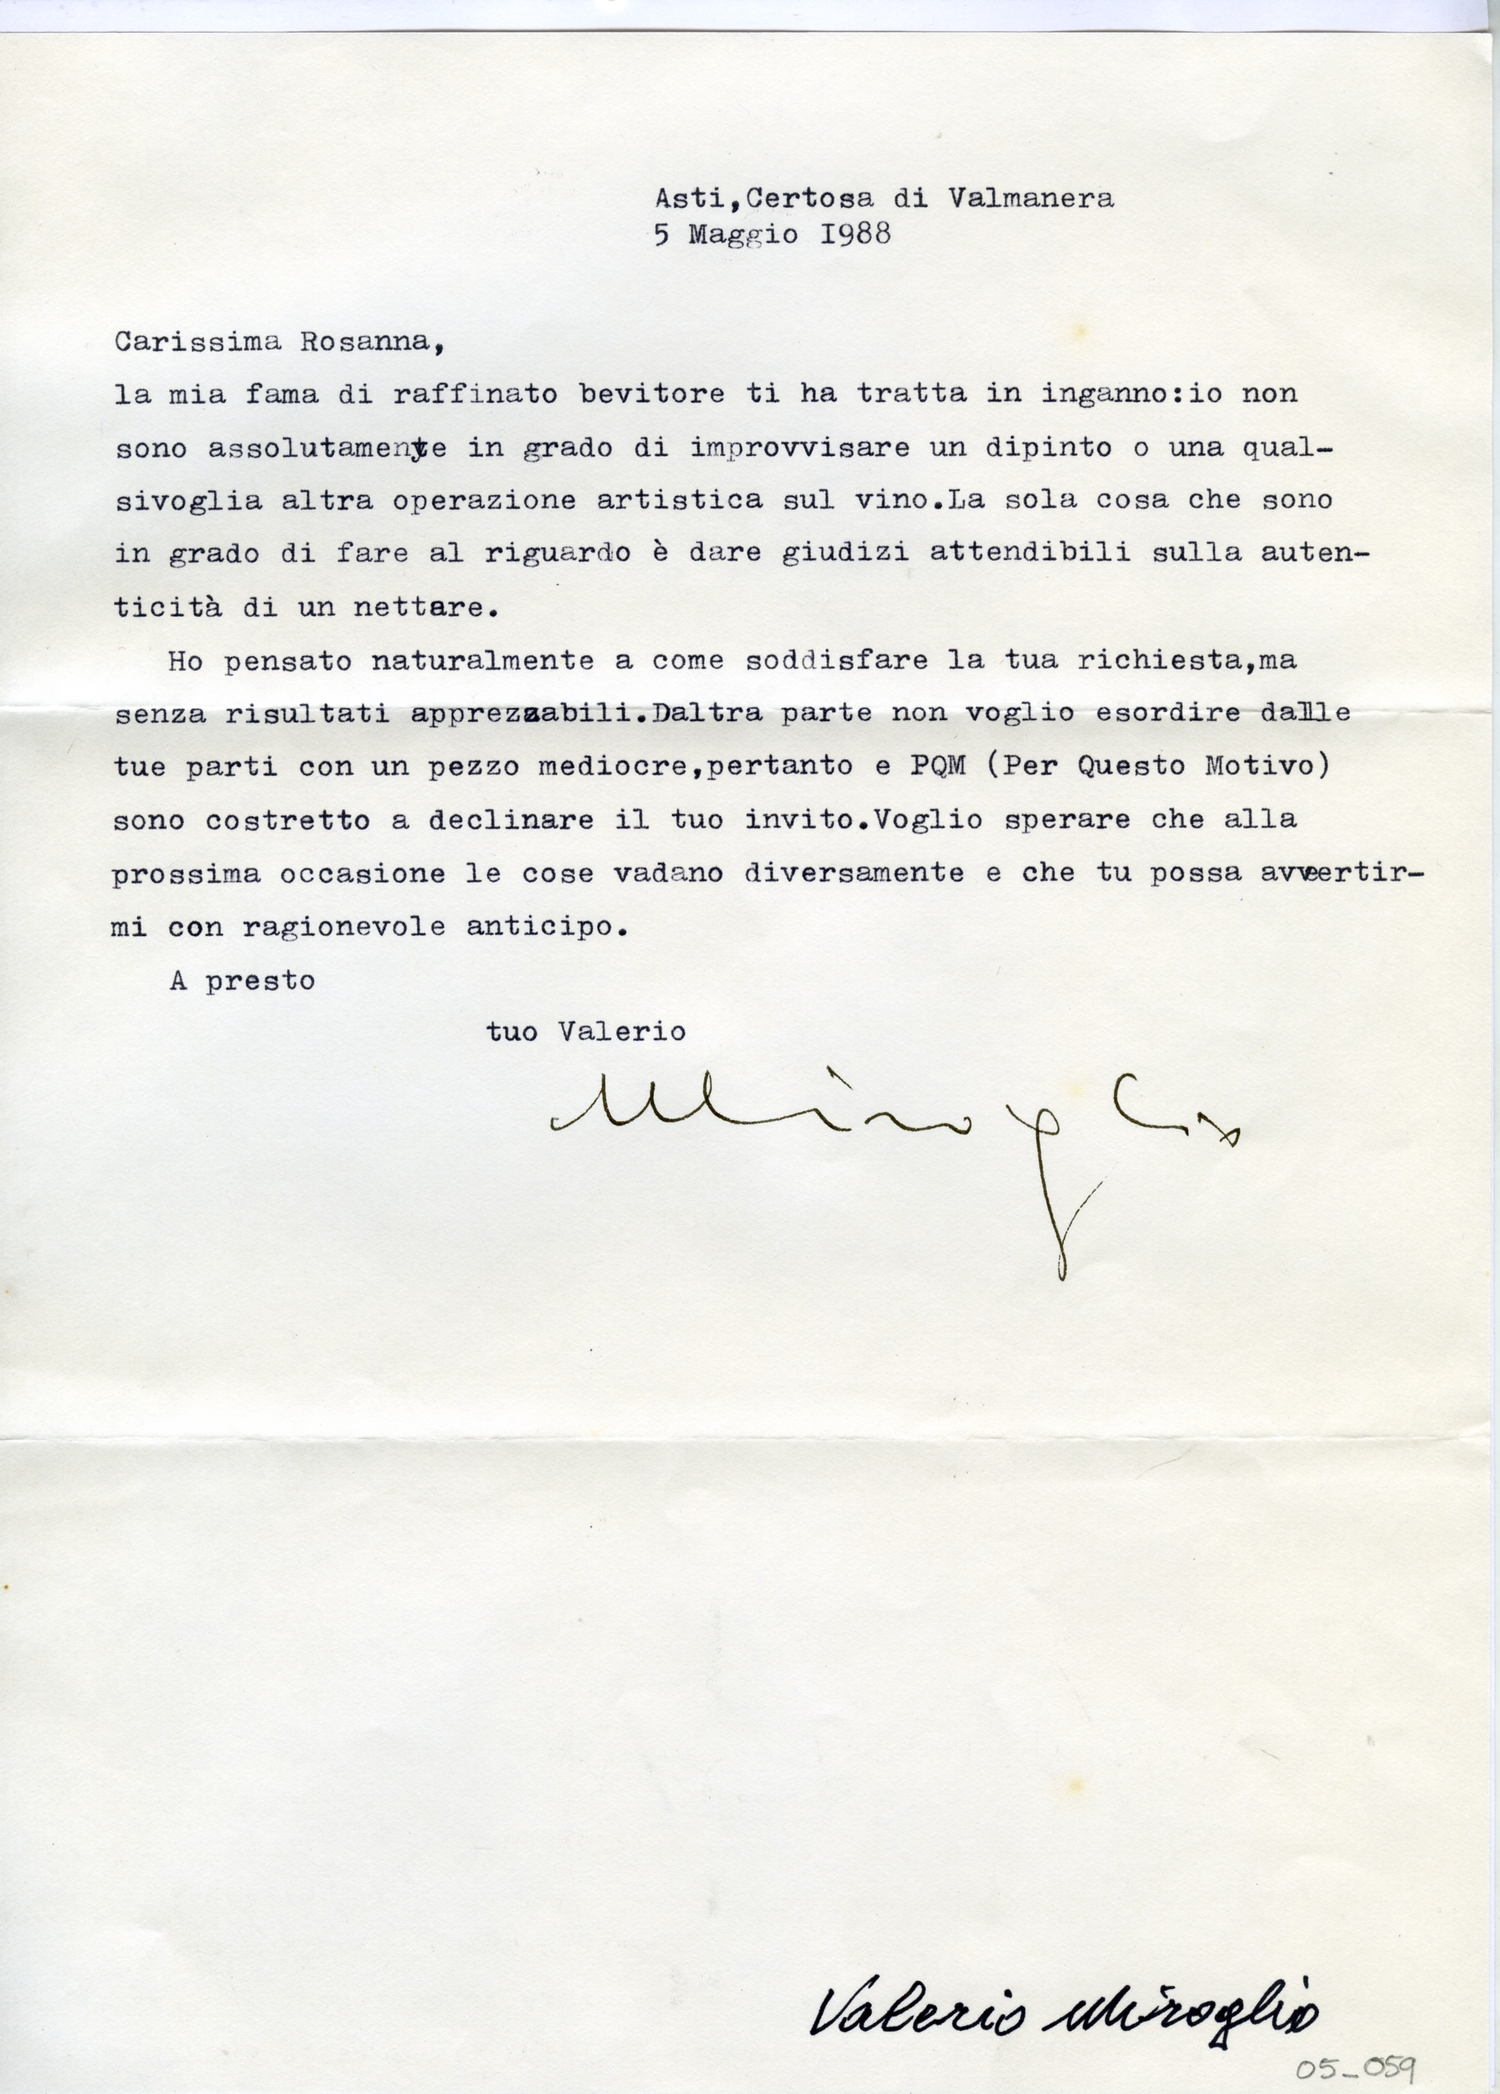 Asti,Certosa di Valmanera
5 Maggio I988
Carissima Rosanna,
la mia fama di raffinato bevitore ti ha tratta in inganno:io non
sono assolutamente in grado di improvvisare un dipinto o una qual-
sivoglia altra operazione artistica sul vino.La sola cosa che sono
in grado di fare al riguardo è dare giudizi attendibili sulla auten-
ticità di un nettare.
Ho pensato naturalmente a come soddisfare la tua richiesta,ma
senza risultati apprezzabili.Daltra parte non voglio esordire dalle
tue parti con un pezzo mediocre,pertanto e PQM (Per Questo Motivo)
sono costretto a declinare il tuo invito.Voglio sperare che alla
prossima occasione le cose vadano diversamente e che tu possa avvertir-
mi con ragionevole anticipo.
A presto
tuo Valerio
Miroglio
Valerio Miroglio
05_059